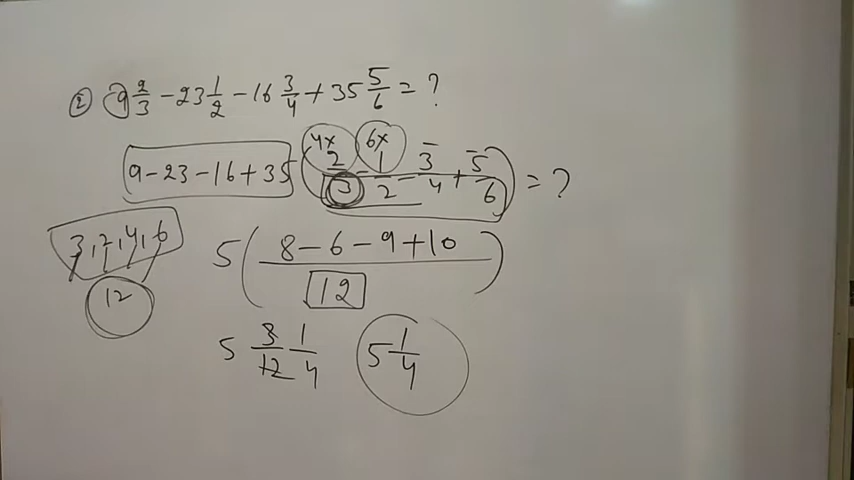 ② 9 2/3 - 23 1/2 - 16 3/4 + 35 5/6 = ?
4x 6x
9 - 23 - 16 + 35 (2/3 - 1/2 - 3/4 + 5/6) = ?
3, 2, 4, 6
12
5 (8 - 6 - 9 + 10 / 12)
5 3/12 1/4 5 1/4